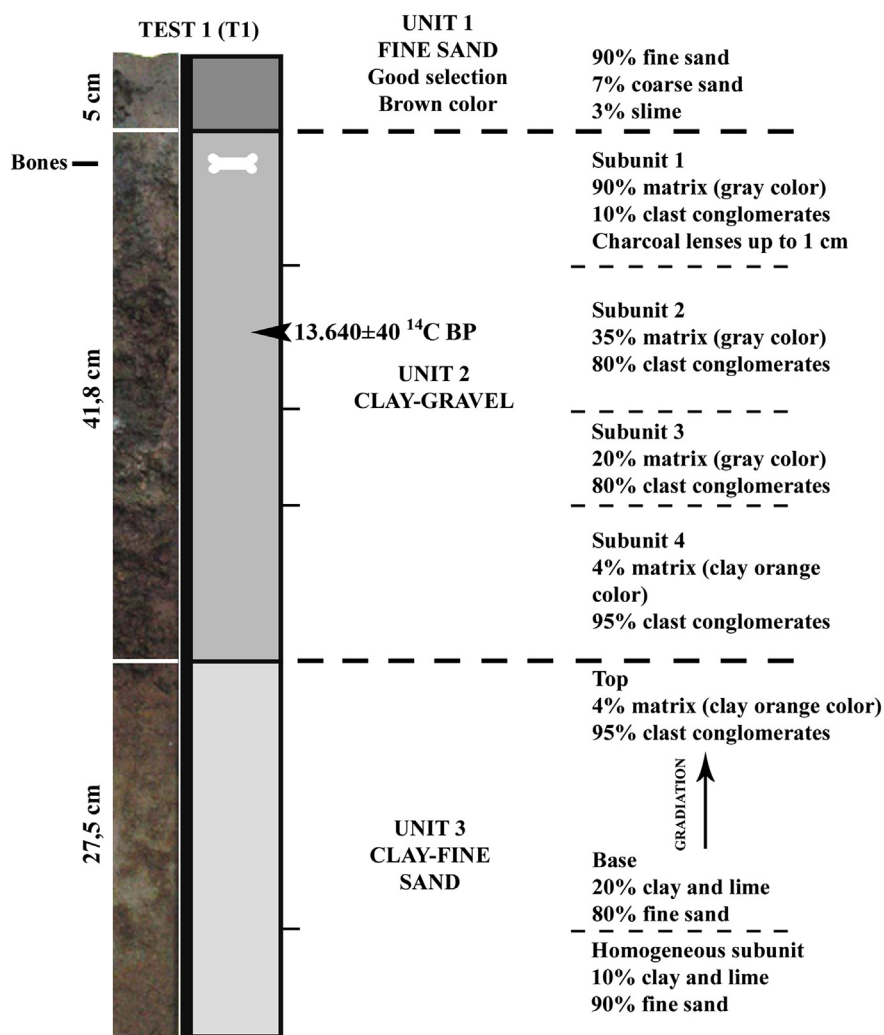 TEST 1 (T1)
5 cm
41,8 cm
27,5 cm
Bones
13.640±40 ¹⁴C BP
UNIT 1
FINE SAND
Good selection
Brown color
90% fine sand
7% coarse sand
3% slime
UNIT 2
CLAY-GRAVEL
Subunit 1
90% matrix (gray color)
10% clast conglomerates
Charcoal lenses up to 1 cm
Subunit 2
35% matrix (gray color)
80% clast conglomerates
Subunit 3
20% matrix (gray color)
80% clast conglomerates
Subunit 4
4% matrix (clay orange
color)
95% clast conglomerates
UNIT 3
CLAY-FINE
SAND
Top
4% matrix (clay orange color)
95% clast conglomerates
GRADIATION
Base
20% clay and lime
80% fine sand
Homogeneous subunit
10% clay and lime
90% fine sand